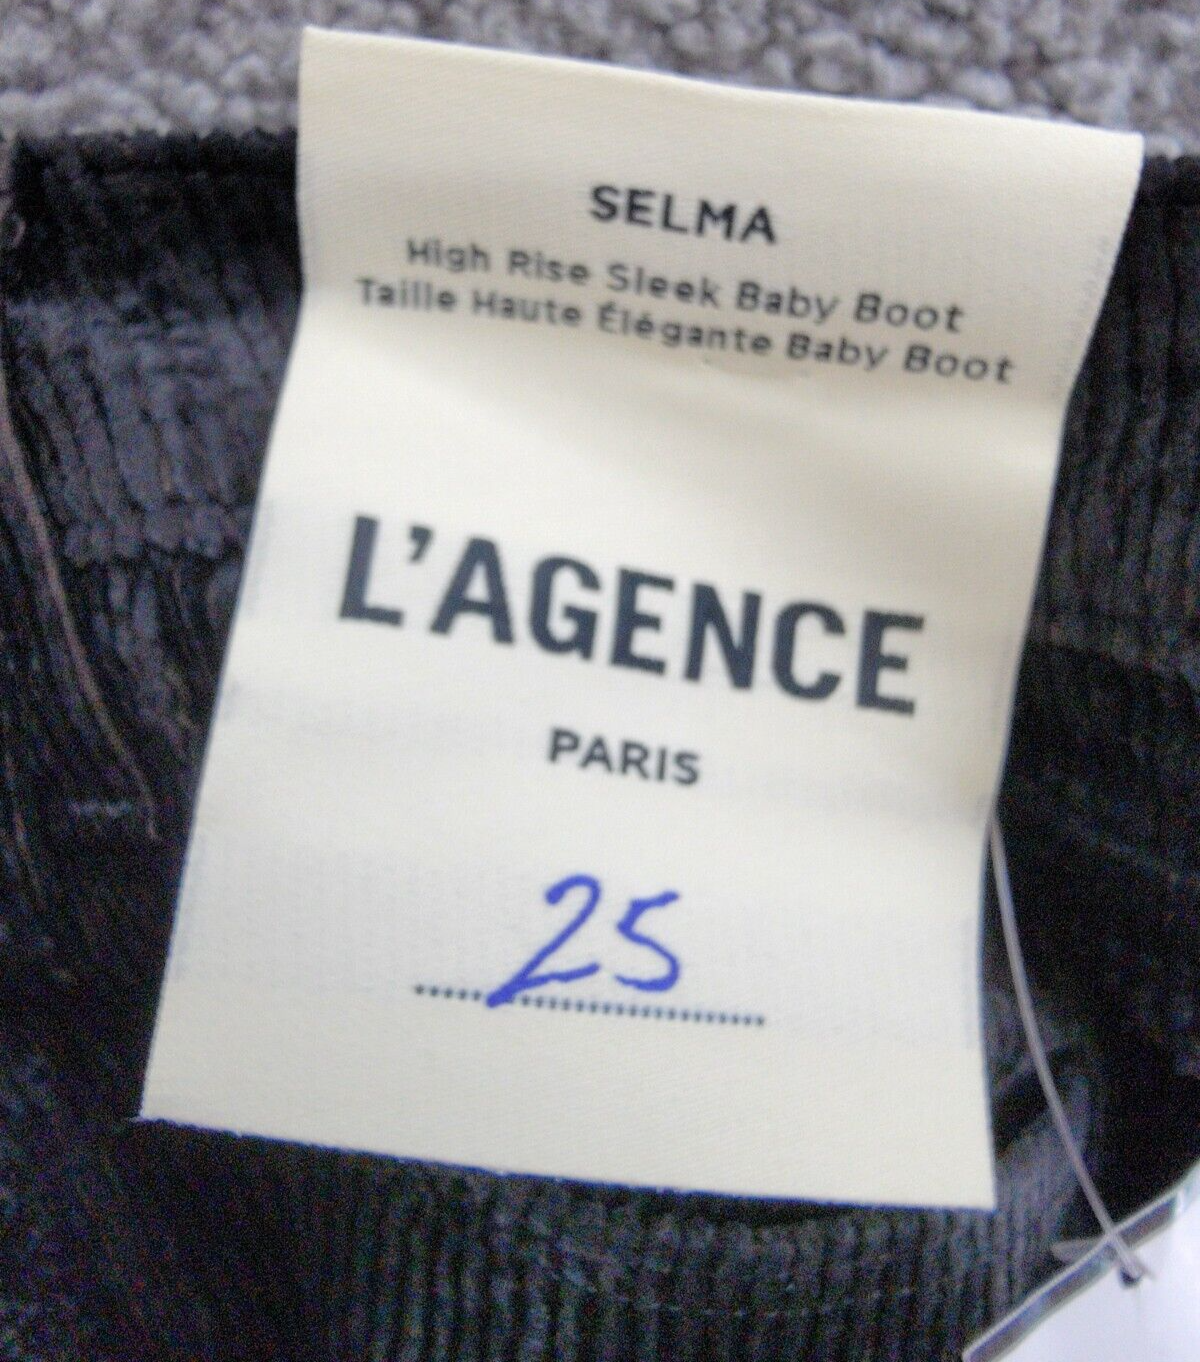 SELMA
High Rise Sleek Baby Boot
Taille Haute Élégante Baby Boot
L'AGENCE
PARIS
25